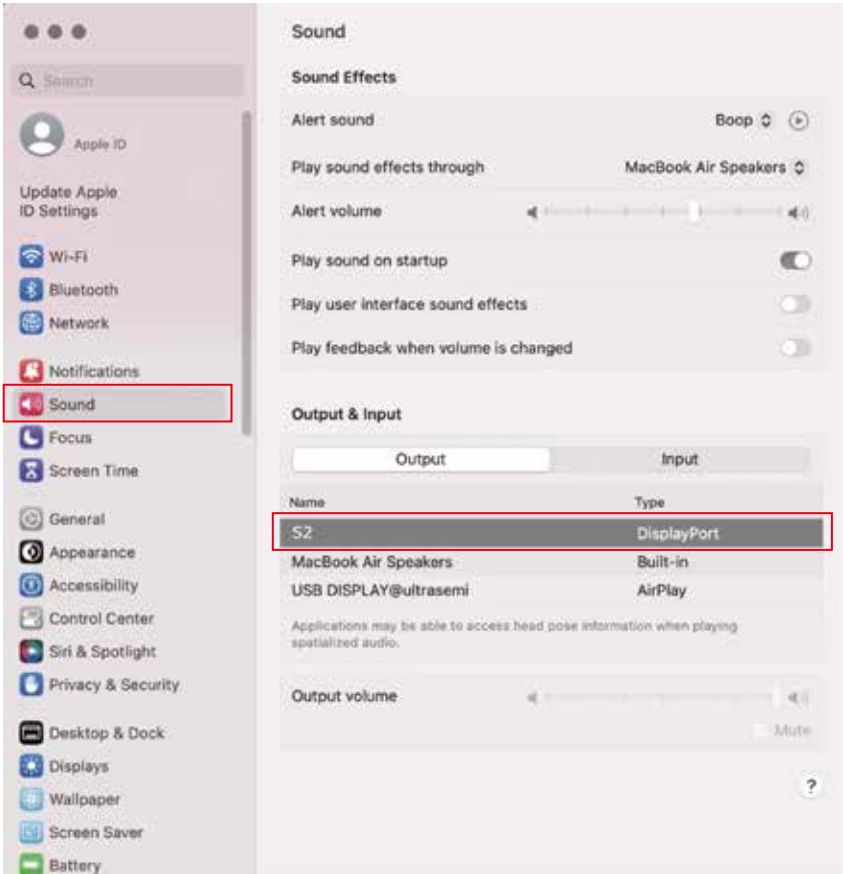 Search
Apple ID
Update Apple
ID Settings
Wi-Fi
Bluetooth
Network
Notifications
Sound
Focus
Screen Time
General
Appearance
Accessibility
Control Center
Siri & Spotlight
Privacy & Security
Desktop & Dock
Displays
Wallpaper
Screen Saver
Battery
Sound
Sound Effects
Alert sound
Boop
Play sound effects through
MacBook Air Speakers
Alert volume
Play sound on startup
Play user interface sound effects
Play feedback when volume is changed
Output & Input
Output Input
Name Type
S2 DisplayPort
MacBook Air Speakers Built-in
USB DISPLAY@ultrasemi AirPlay
Applications may be able to access head pose information when playing
spatialized audio.
Output volume
Mute
?